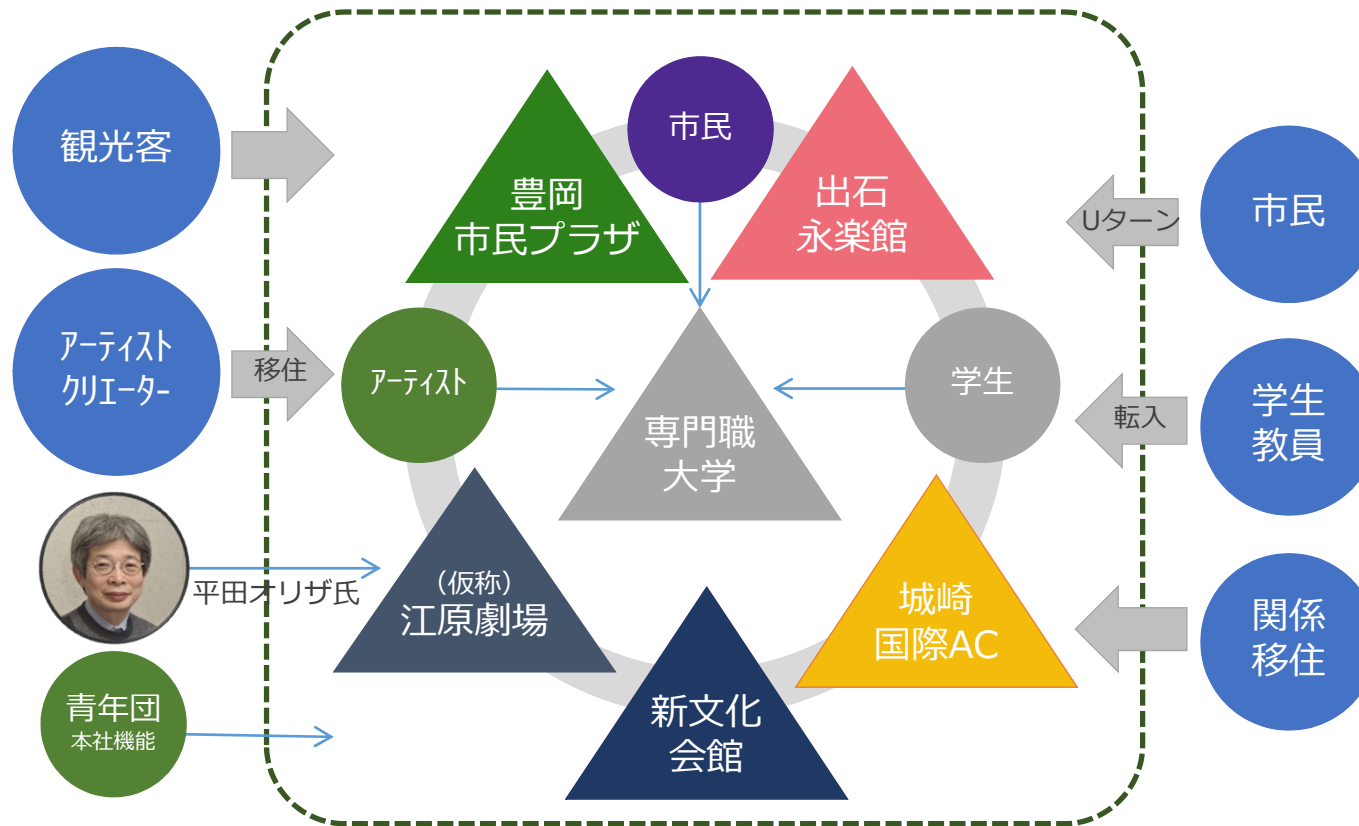 観光客
アーティスト
クリエーター
移住
平田オリザ氏
青年団
本社機能
豊岡
市民プラザ
市民
出石
永楽館
アーティスト
専門職
大学
学生
（仮称）
江原劇場
新文化
会館
城崎
国際AC
Uターン
市民
転入
学生
教員
関係
移住